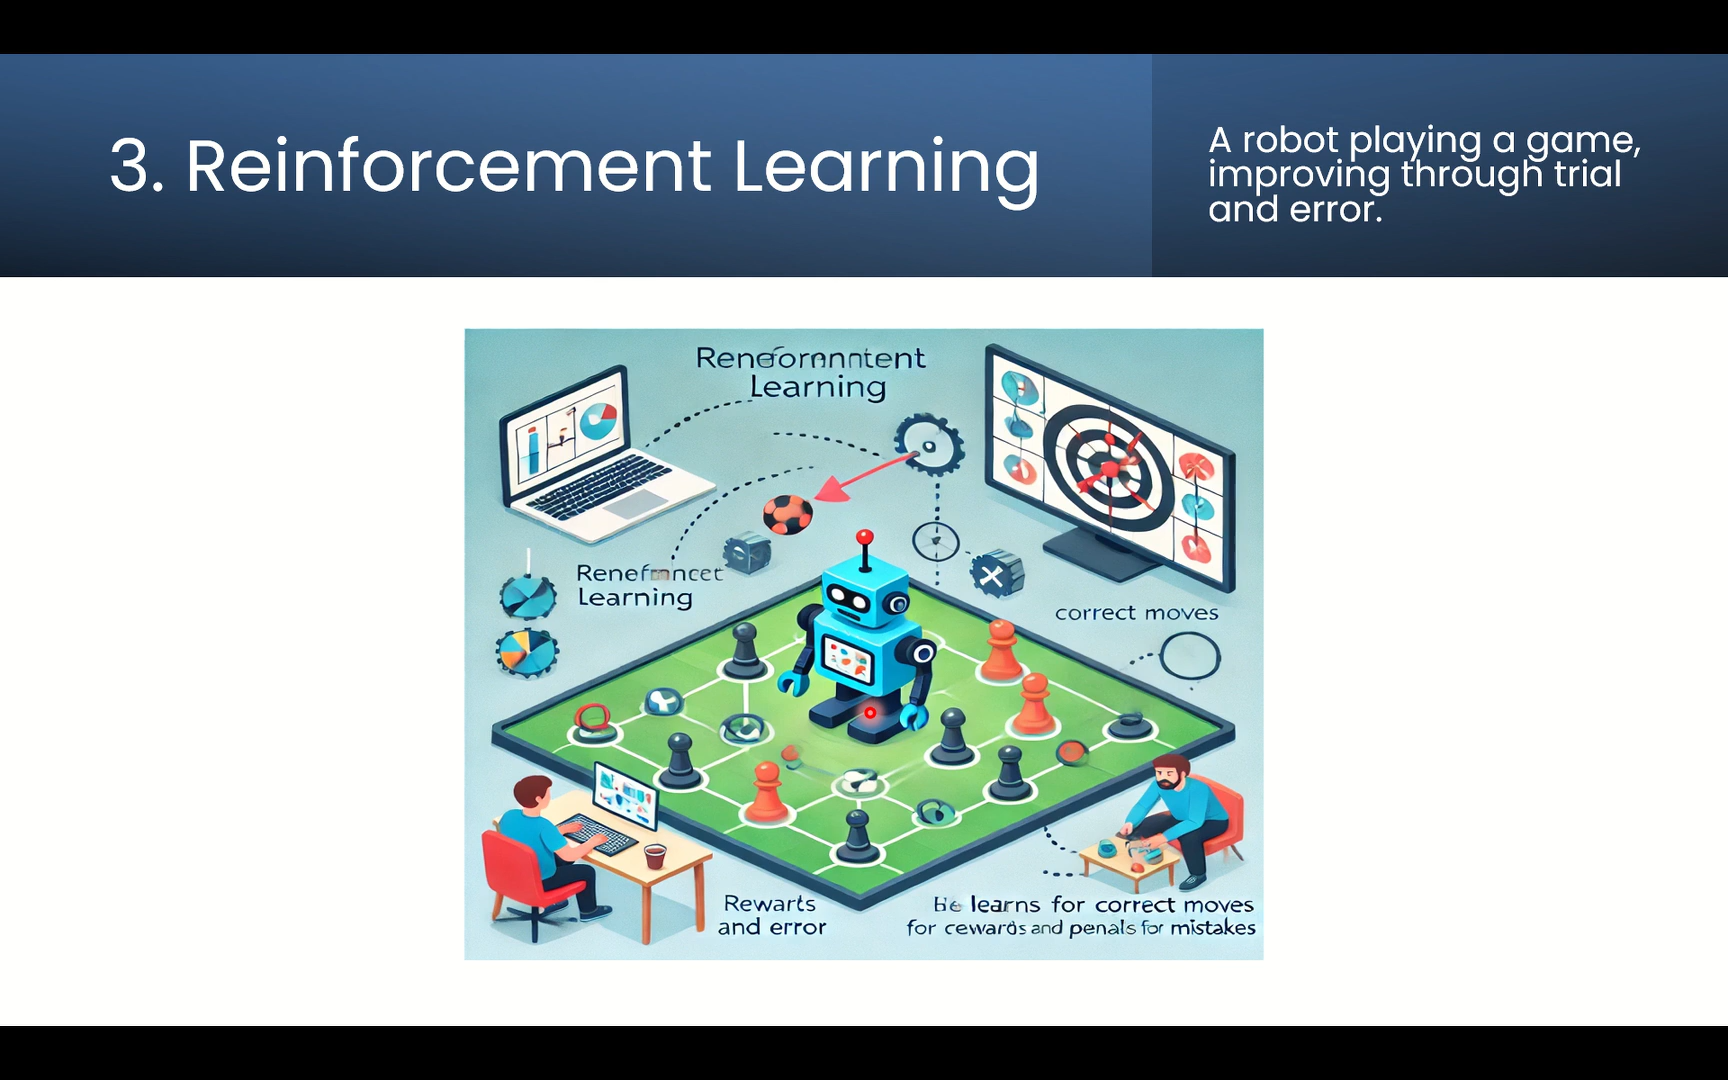 3. Reinforcement Learning
A robot playing a game,
improving through trial
and error.
Learning
Learning
correct moves
Rewarts
and error
learns for correct moves
for cewards and penals for mistakes